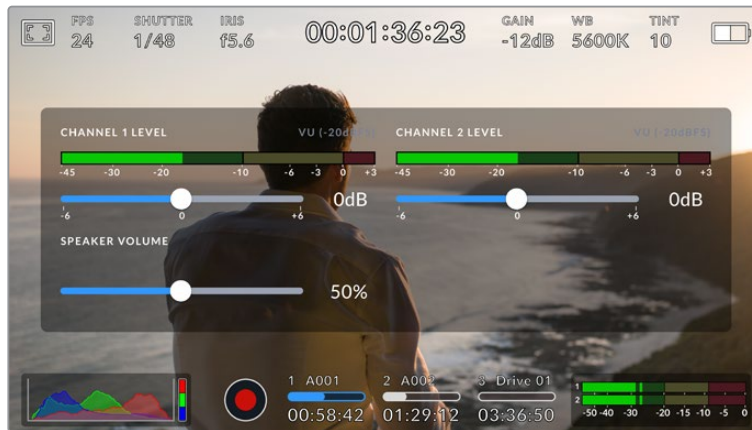 FPS SHUTTER IRIS 00:01:36:23 GAIN WB TINT
24 1/48 f5.6 -12dB 5600K 10
CHANNEL 1 LEVEL VU (-20dBFS) CHANNEL 2 LEVEL VU (-20dBFS)
-45 -30 -20 -10 -6 -3 0 +3 -45 -30 -20 -10 -6 -3 0 +3
0dB 0dB
-6 0 +6 -6 0 +6
SPEAKER VOLUME
50%
1 A001 2 A002 3 Drive 01
00:58:42 01:29:12 03:36:50
1
2
-50 -40 -30 -20 -15 -10 -5 0